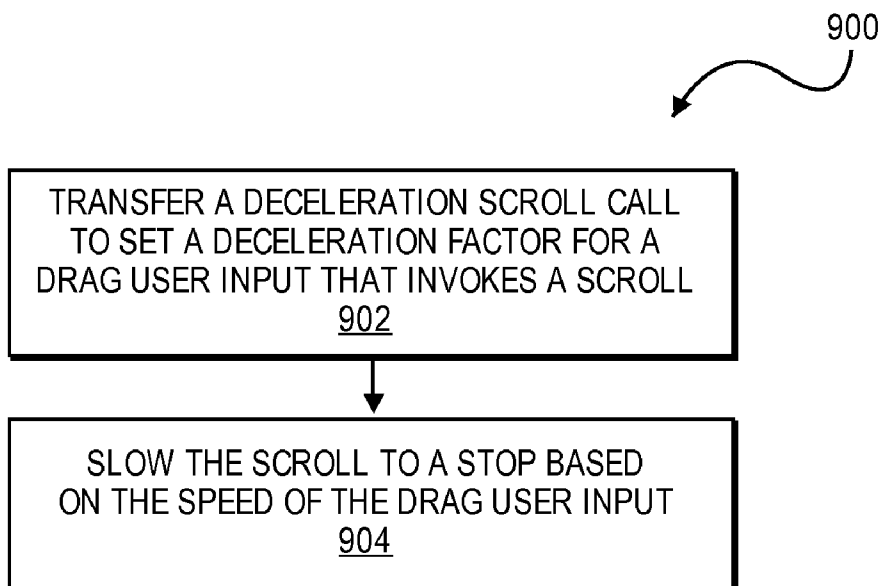 900
TRANSFER A DECELERATION SCROLL CALL
TO SET A DECELERATION FACTOR FOR A
DRAG USER INPUT THAT INVOKES A SCROLL
902
SLOW THE SCROLL TO A STOP BASED
ON THE SPEED OF THE DRAG USER INPUT
904